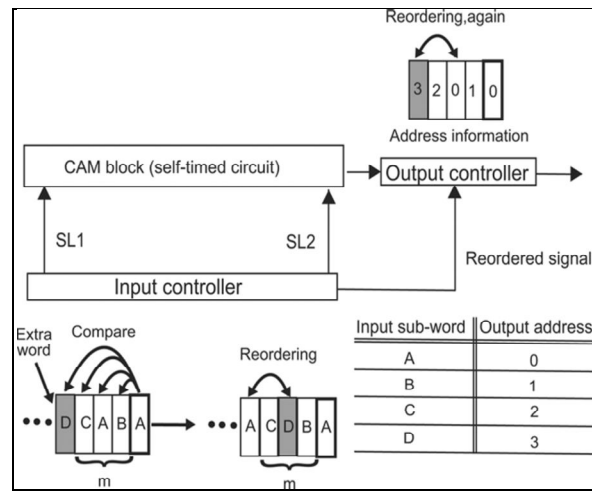 Reordering,again
3 2 0 1 0
Address information
CAM block (self-timed circuit)
Output controller
SL1
SL2
Reordered signal
Input controller
Extra
word
Compare
Reordering
••• D C A B A
m
••• A C D B A
m
Input sub-word Output address
A 0
B 1
C 2
D 3